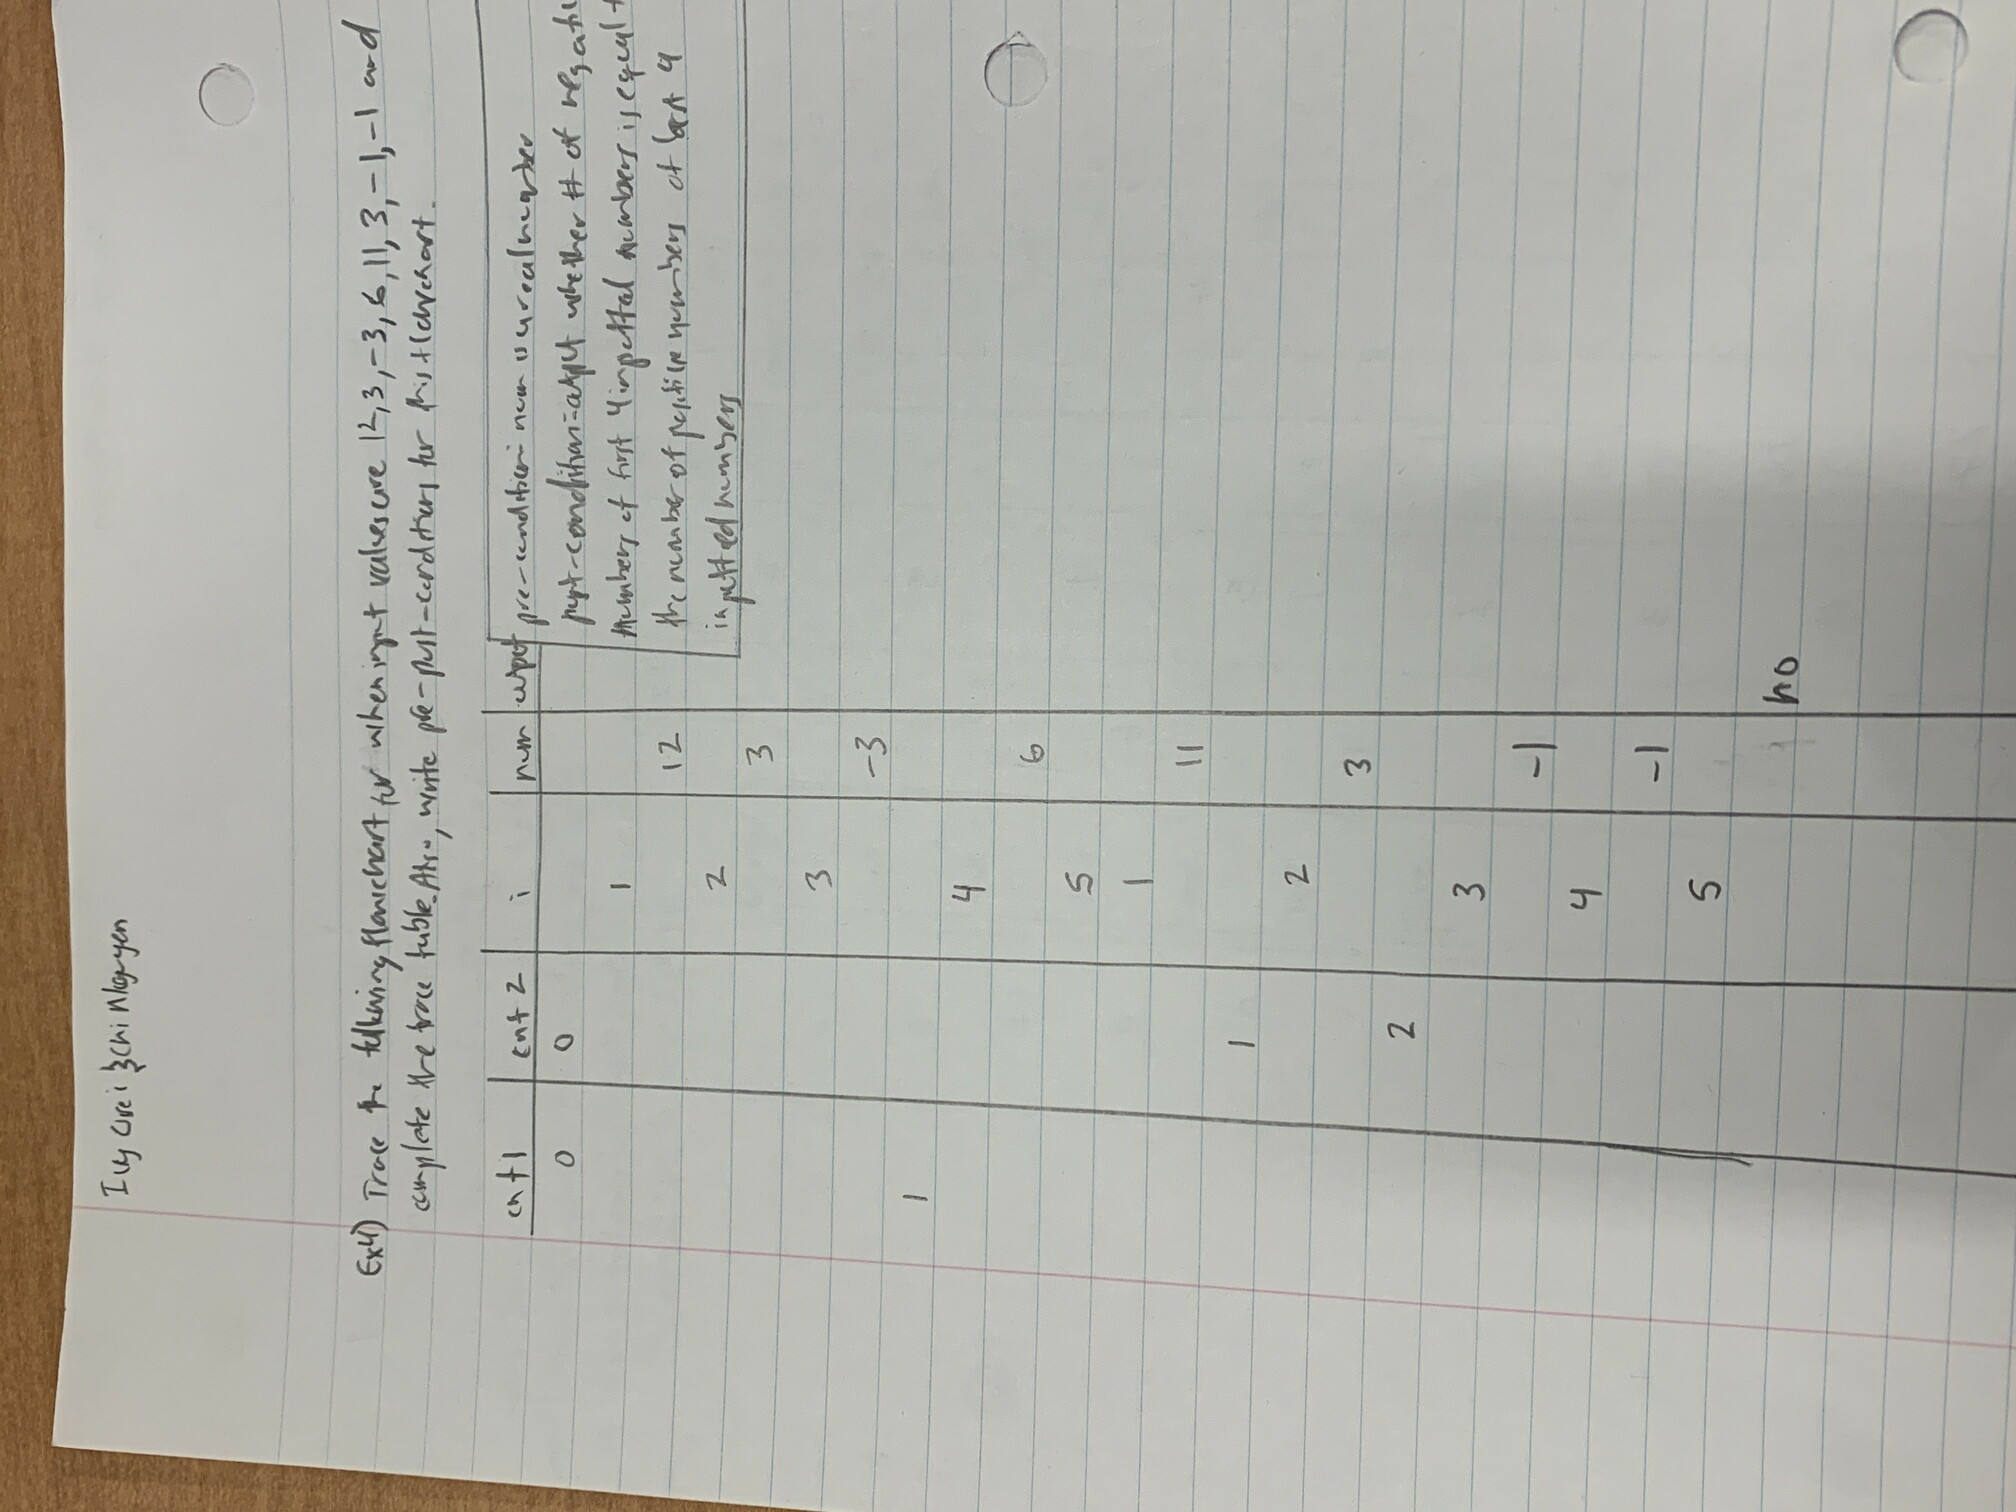 Ivy & Chi Nguyen
Ex4) Trace the following flowchart for when input values are 12, 3, -3, 6, 11, 3, -1, -1 and
complete the trace table. Also, write pre-post-conditions for this flowchart.
cnt1 cnt2 i num output
pre-condition= num is a real number
0 0
post-condition= output whether # of negativ
1
numbers of first 4 inputted numbers is equal t
12
the number of positive numbers of last 4
2
inputted numbers
3
3
-3
1
4
6
5
1
11
1
2
3
2
3
-1
4
-1
5
no